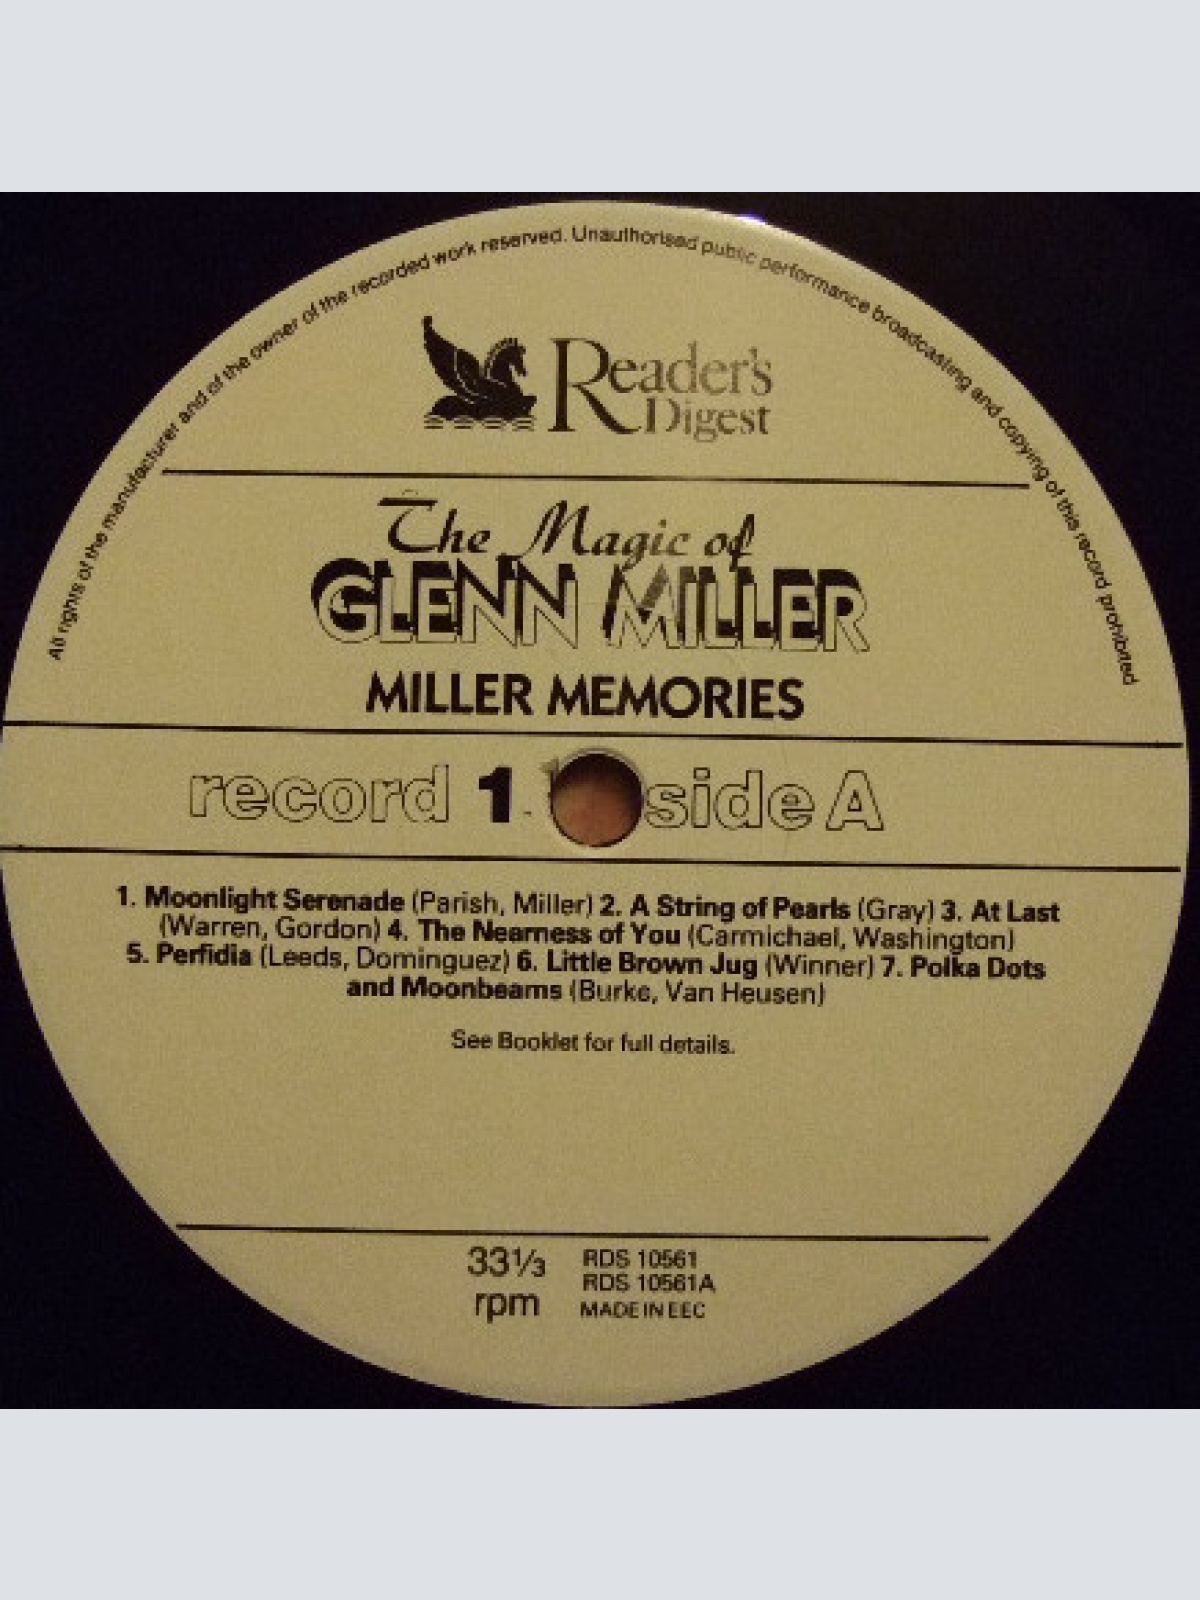 All rights of the manufacturer and of the owner of the recorded work reserved. Unauthorised public performance broadcasting and copying of this record prohibited
Reader's
Digest
The Magic of
GLENN MILLER
MILLER MEMORIES
record 1 side A
1. Moonlight Serenade (Parish, Miller) 2. A String of Pearls (Gray) 3. At Last
(Warren, Gordon) 4. The Nearness of You (Carmichael, Washington)
5. Perfidia (Leeds, Dominguez) 6. Little Brown Jug (Winner) 7. Polka Dots
and Moonbeams (Burke, Van Heusen)
See Booklet for full details.
33⅓ RDS 10561
RDS 10561A
rpm MADE IN EEC